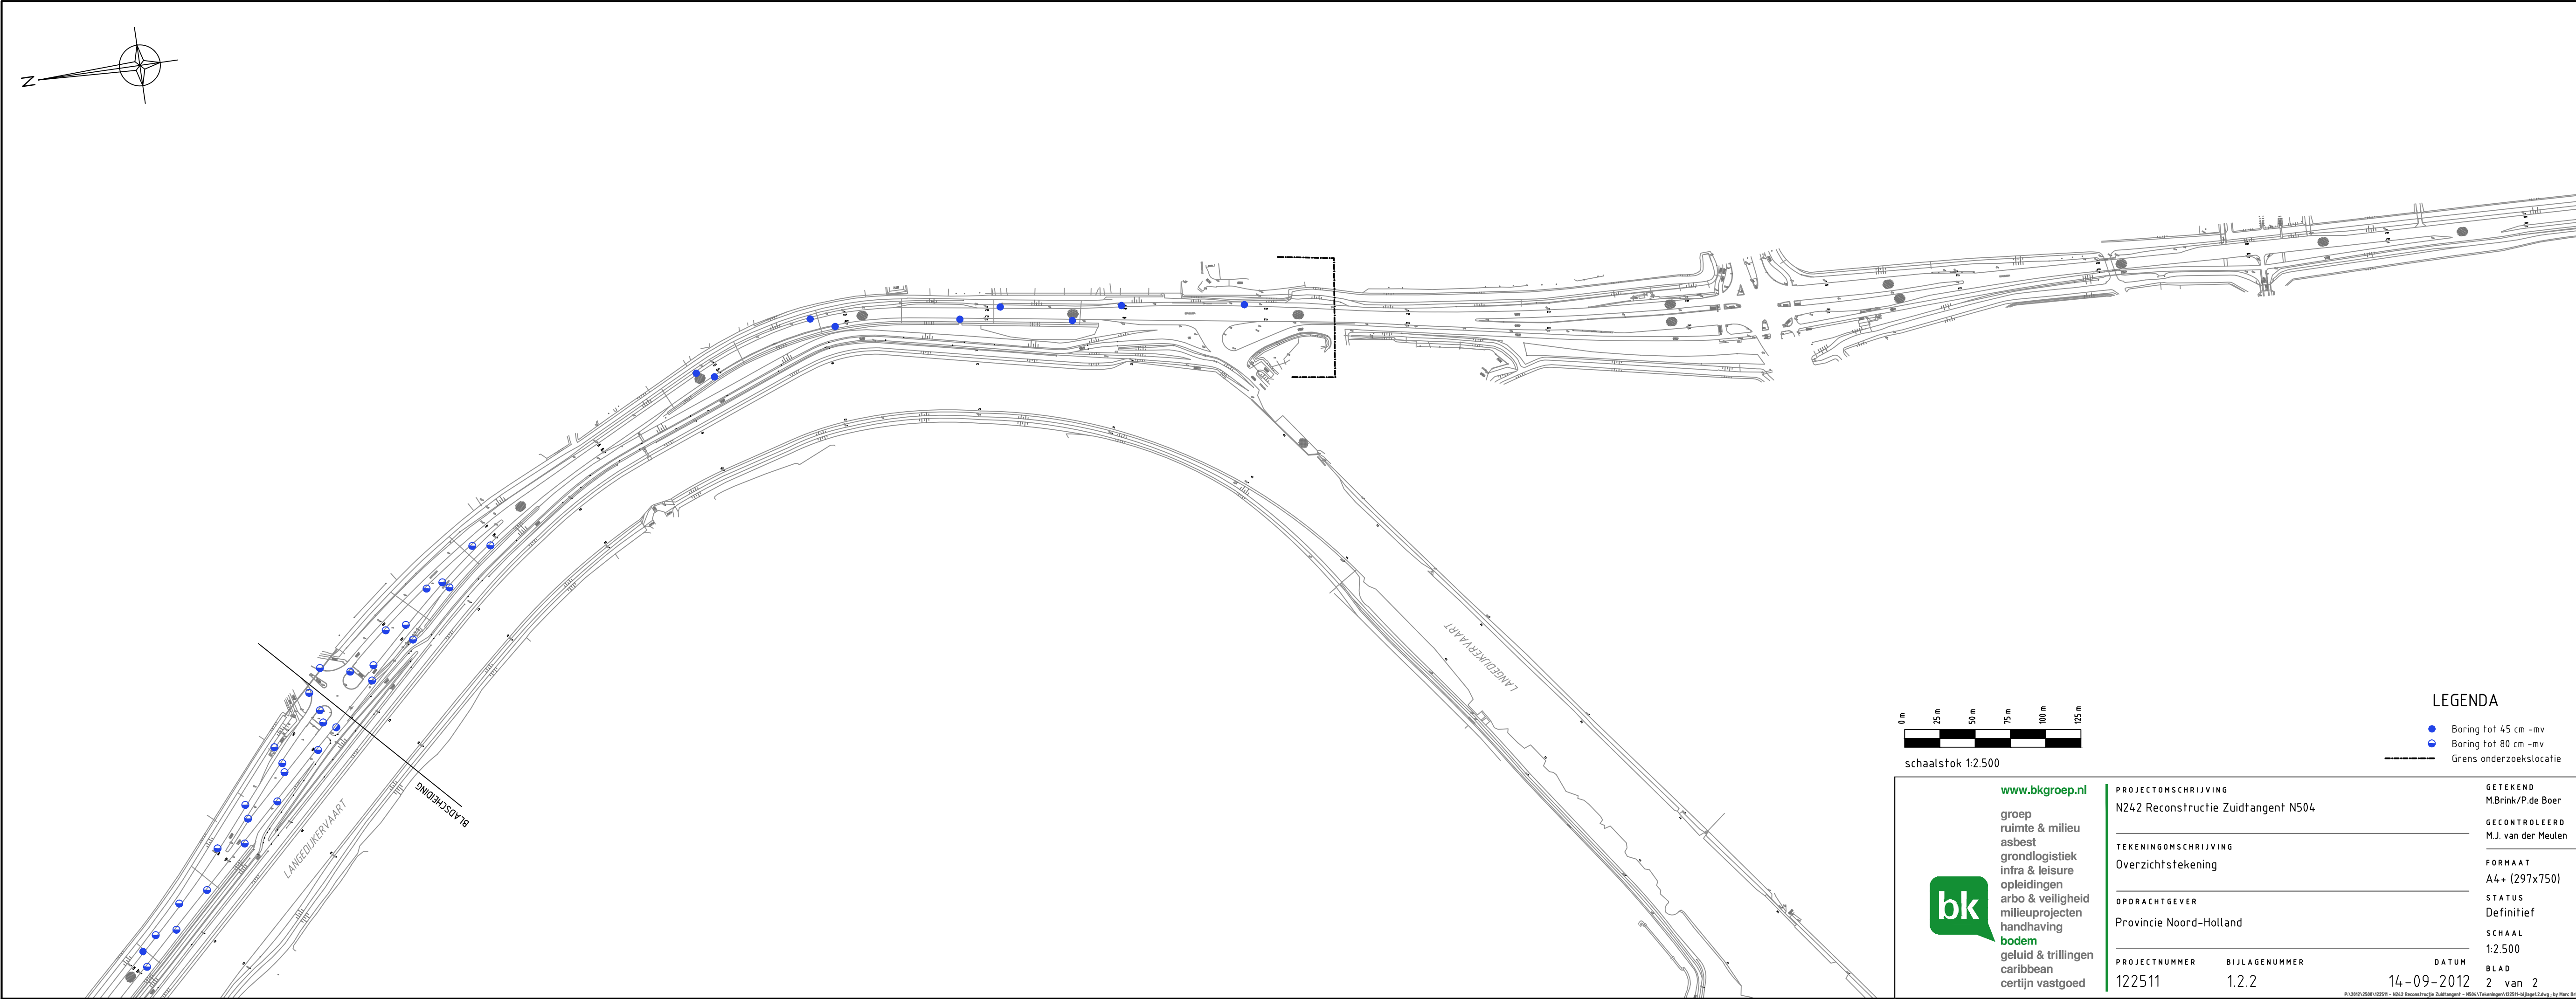 N
LANGEDIJKERVAART
BLADSCHEIDING
LANGEDIJKERVAART
0 m
25 m
50 m
75 m
100 m
125 m
schaalstok 1:2.500
LEGENDA
Boring tot 45 cm -mv
Boring tot 80 cm -mv
Grens onderzoekslocatie
www.bkgroep.nl
groep
ruimte & milieu
asbest
grondlogistiek
infra & leisure
opleidingen
arbo & veiligheid
milieuprojecten
handhaving
bodem
geluid & trillingen
caribbean
certijn vastgoed
bk
PROJECTOMSCHRIJVING
N242 Reconstructie Zuidtangent N504
TEKENINGOMSCHRIJVING
Overzichtstekening
OPDRACHTGEVER
Provincie Noord-Holland
PROJECTNUMMER BIJLAGENUMMER DATUM
122511 1.2.2 14-09-2012
GETEKEND
M.Brink/P.de Boer
GECONTROLEERD
M.J. van der Meulen
FORMAAT
A4+ (297x750)
STATUS
Definitief
SCHAAL
1:2.500
BLAD
2 van 2